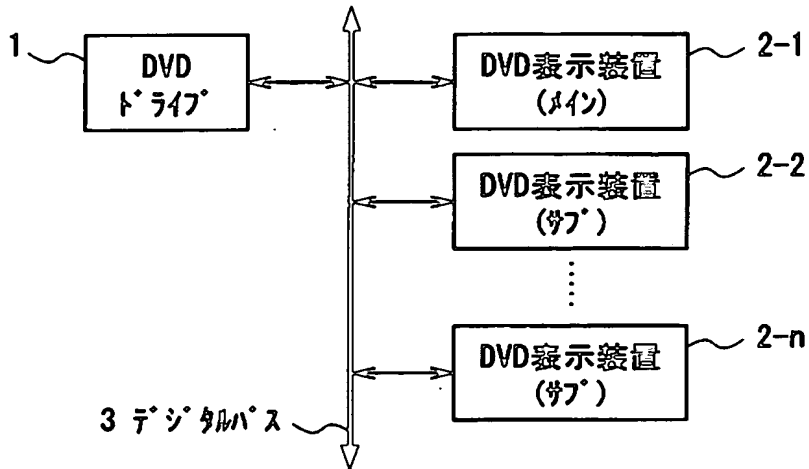 1
DVD
ドライブ
DVD表示装置
(メイン)
2-1
DVD表示装置
(サブ)
2-2
DVD表示装置
(サブ)
2-n
3 デジタルバス